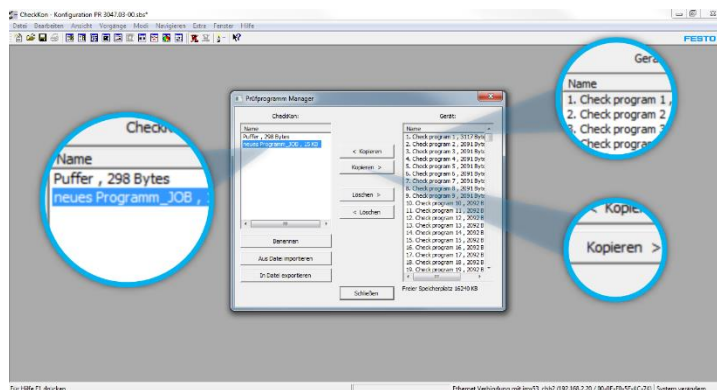 CheckKon - Konfiguration PR 3047.03-00.sbs*
Datei Bearbeiten Ansicht Vorgänge Modi Navigieren Extra Fenster Hilfe
FESTO
Prüfprogramm Manager
CheckKon:
Gerät:
Name
Puffer , 298 Bytes
neues Programm_JOB , 15 KB
Name
1. Check program 1 , 3117 Byte
2. Check program 2 , 2091 Byte
3. Check program 3 , 2091 Byte
4. Check program 4 , 2091 Byte
5. Check program 5 , 2091 Byte
6. Check program 6 , 2091 Byte
7. Check program 7 , 2091 Byte
8. Check program 8 , 2091 Byte
9. Check program 9 , 2091 Byte
10. Check program 10 , 2092 B
11. Check program 11 , 2092 B
12. Check program 12 , 2092 B
13. Check program 13 , 2092 B
14. Check program 14 , 2092 B
15. Check program 15 , 2092 B
16. Check program 16 , 2092 B
17. Check program 17 , 2092 B
18. Check program 18 , 2092 B
19. Check program 19 , 2092 B
< Kopieren
Kopieren >
Löschen >
< Löschen
Benennen
Aus Datei importieren
In Datei exportieren
Schließen
Freier Speicherplatz 16240 KB
Name
Puffer , 298 Bytes
neues Programm_JOB ,
Gerä
Name
1. Check program 1 ,
2. Check program 2
3. Check program 3
Check program
< Kopie
Kopieren >
Für Hilfe F1 drücken